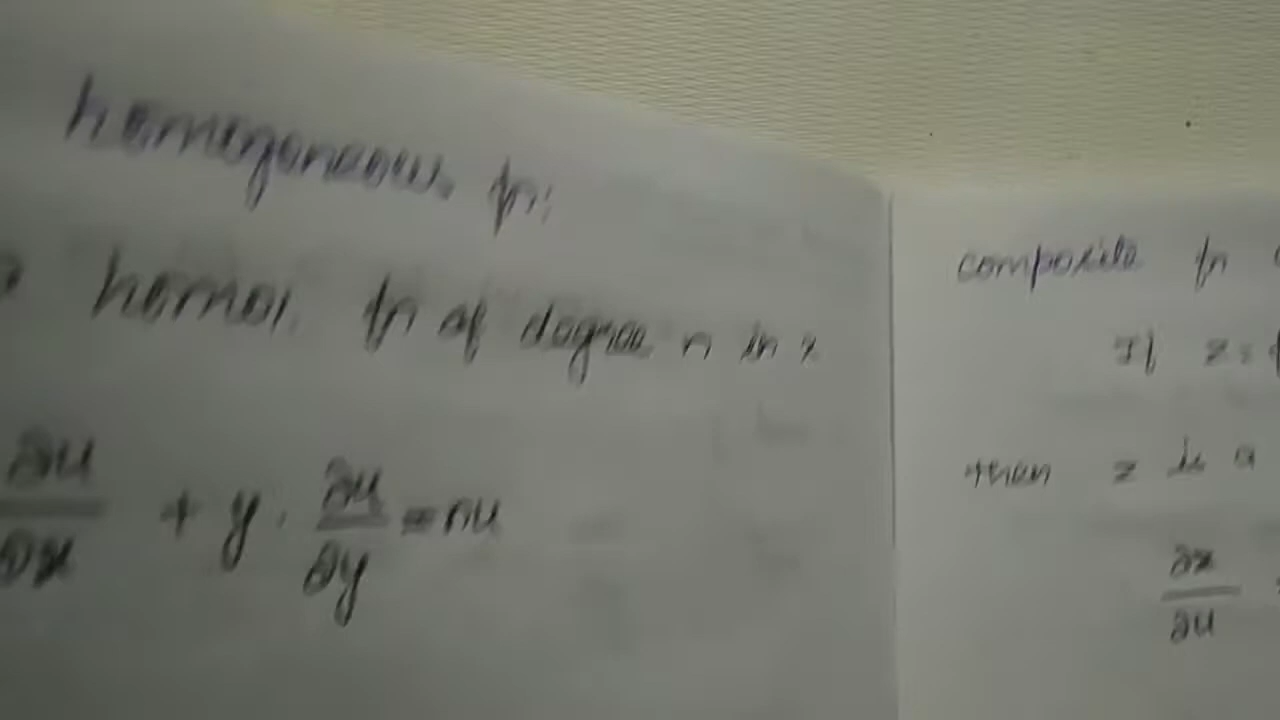 homogeneous fn:
homo. fn of degree n in
∂u/∂x + y. ∂u/∂y = nu
composite fn
If z =
then z is a
∂z/∂u